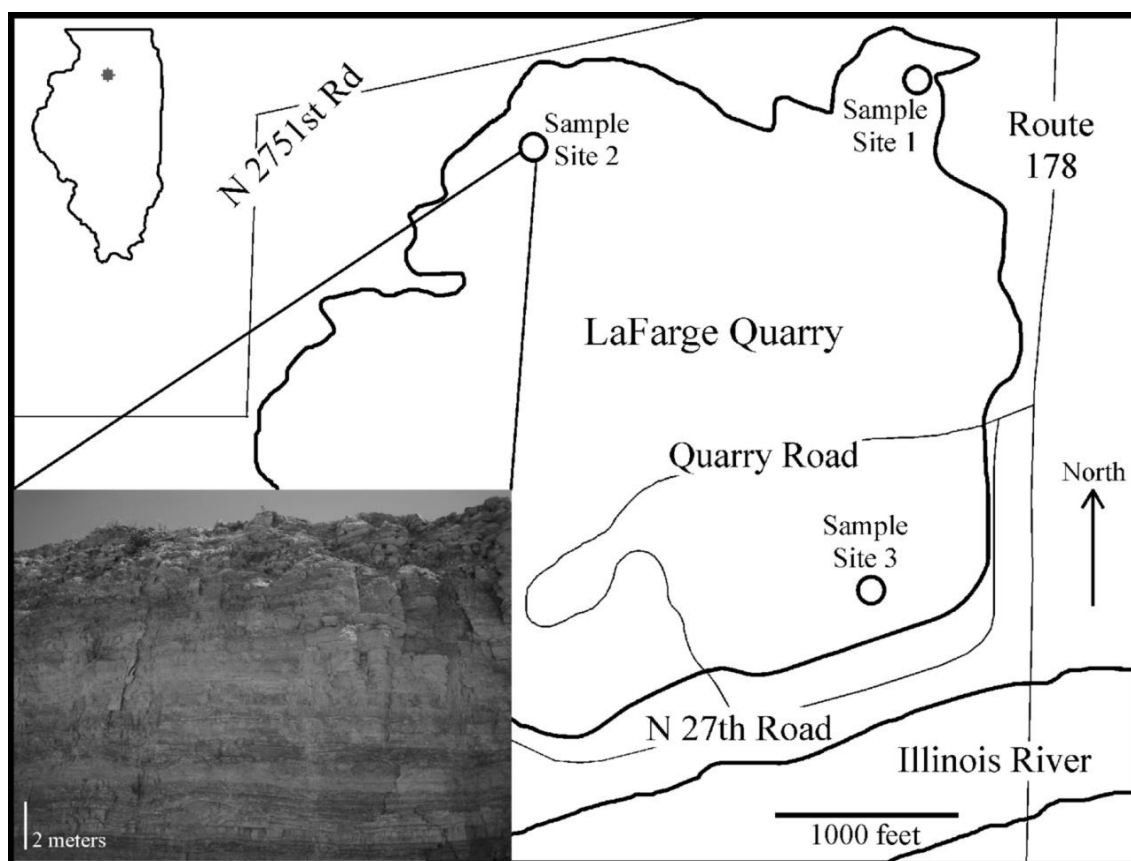 N 2751st Rd
Sample
Site 2
Sample
Site 1
Route
178
LaFarge Quarry
Quarry Road
North
Sample
Site 3
N 27th Road
Illinois River
2 meters
1000 feet